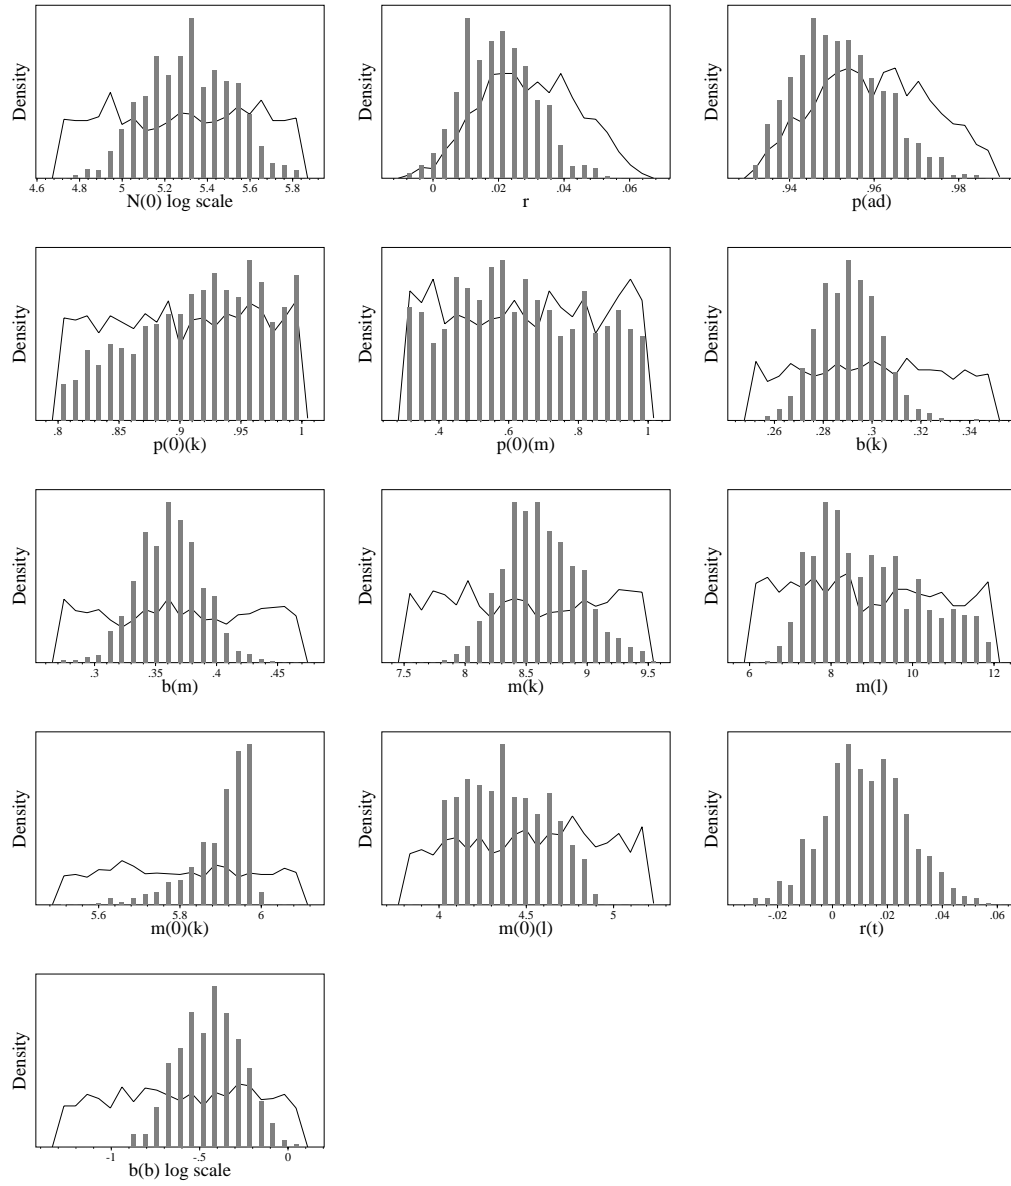 Density
4.6 4.8 5 5.2 5.4 5.6 5.8
N(0) log scale
Density
0 .02 .04 .06
r
Density
.94 .96 .98
p(ad)
Density
.8 .85 .9 .95 1
p(0)(k)
Density
.4 .6 .8 1
p(0)(m)
Density
.26 .28 .3 .32 .34
b(k)
Density
.3 .35 .4 .45
b(m)
Density
7.5 8 8.5 9 9.5
m(k)
Density
6 8 10 12
m(l)
Density
5.6 5.8 6
m(0)(k)
Density
4 4.5 5
m(0)(l)
Density
-.02 0 .02 .04 .06
r(t)
Density
-1 -.5 0
b(b) log scale